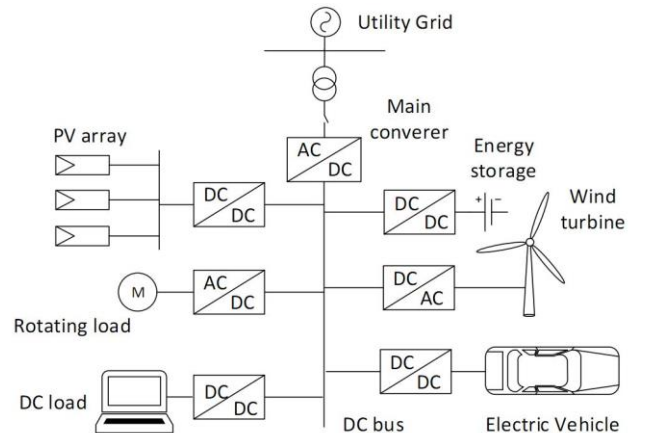 Utility Grid
Main
converer
AC
DC
PV array
DC
DC
Energy
storage
+ −
DC
DC
Wind
turbine
M
AC
DC
Rotating load
DC
AC
DC load
DC
DC
DC bus
DC
DC
Electric Vehicle